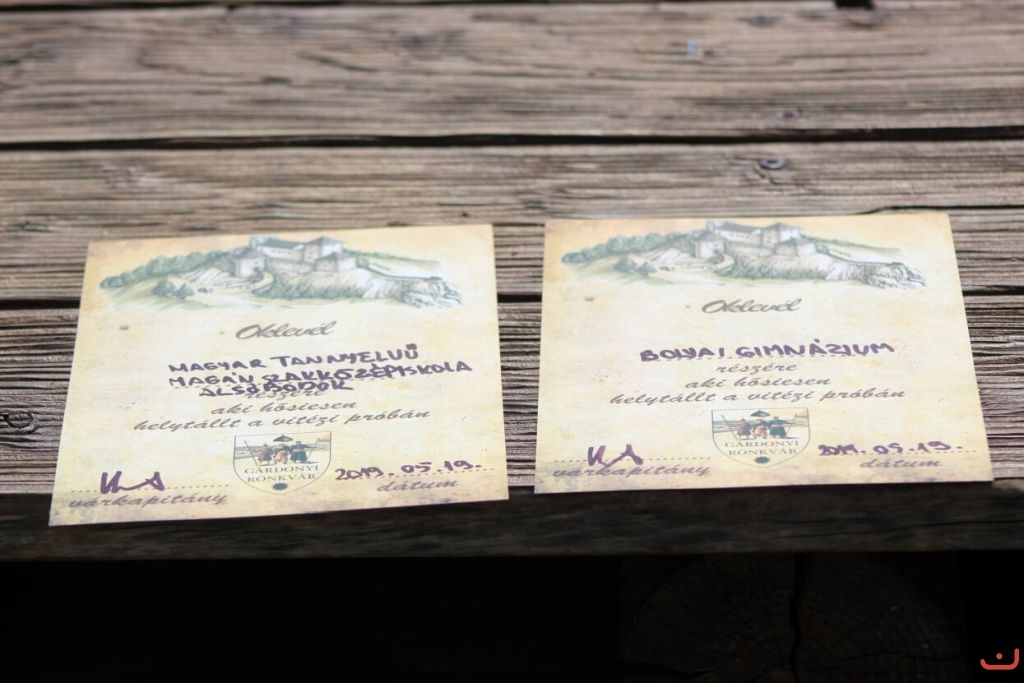 Oklevél
MAGYAR TANNYELVŰ
MAGÁN SZAKKÖZÉPISKOLA
ALSÓBODOK
részére
aki hősiesen
helytállt a vitézi próbán
GÁRDONYI
RONKVÁR
2019. 05. 19.
várkapitány
dátum
Oklevél
BOLYAI GIMNÁZIUM
részére
aki hősiesen
helytállt a vitézi próbán
GÁRDONYI
RONKVÁR
2019. 05. 19.
várkapitány
dátum